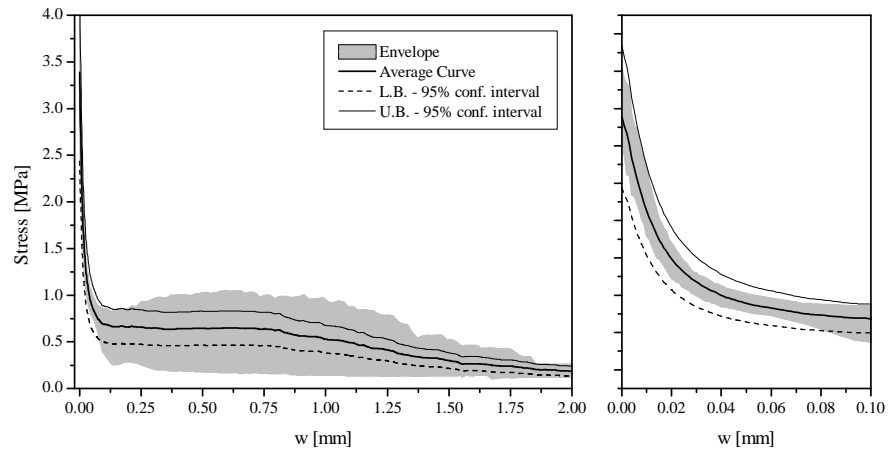 4.0
3.5
3.0
2.5
2.0
1.5
1.0
0.5
0.0
Stress [MPa]
Envelope
Average Curve
L.B. - 95% conf. interval
U.B. - 95% conf. interval
0.00 0.25 0.50 0.75 1.00 1.25 1.50 1.75 2.00
w [mm]
0.00 0.02 0.04 0.06 0.08 0.10
w [mm]